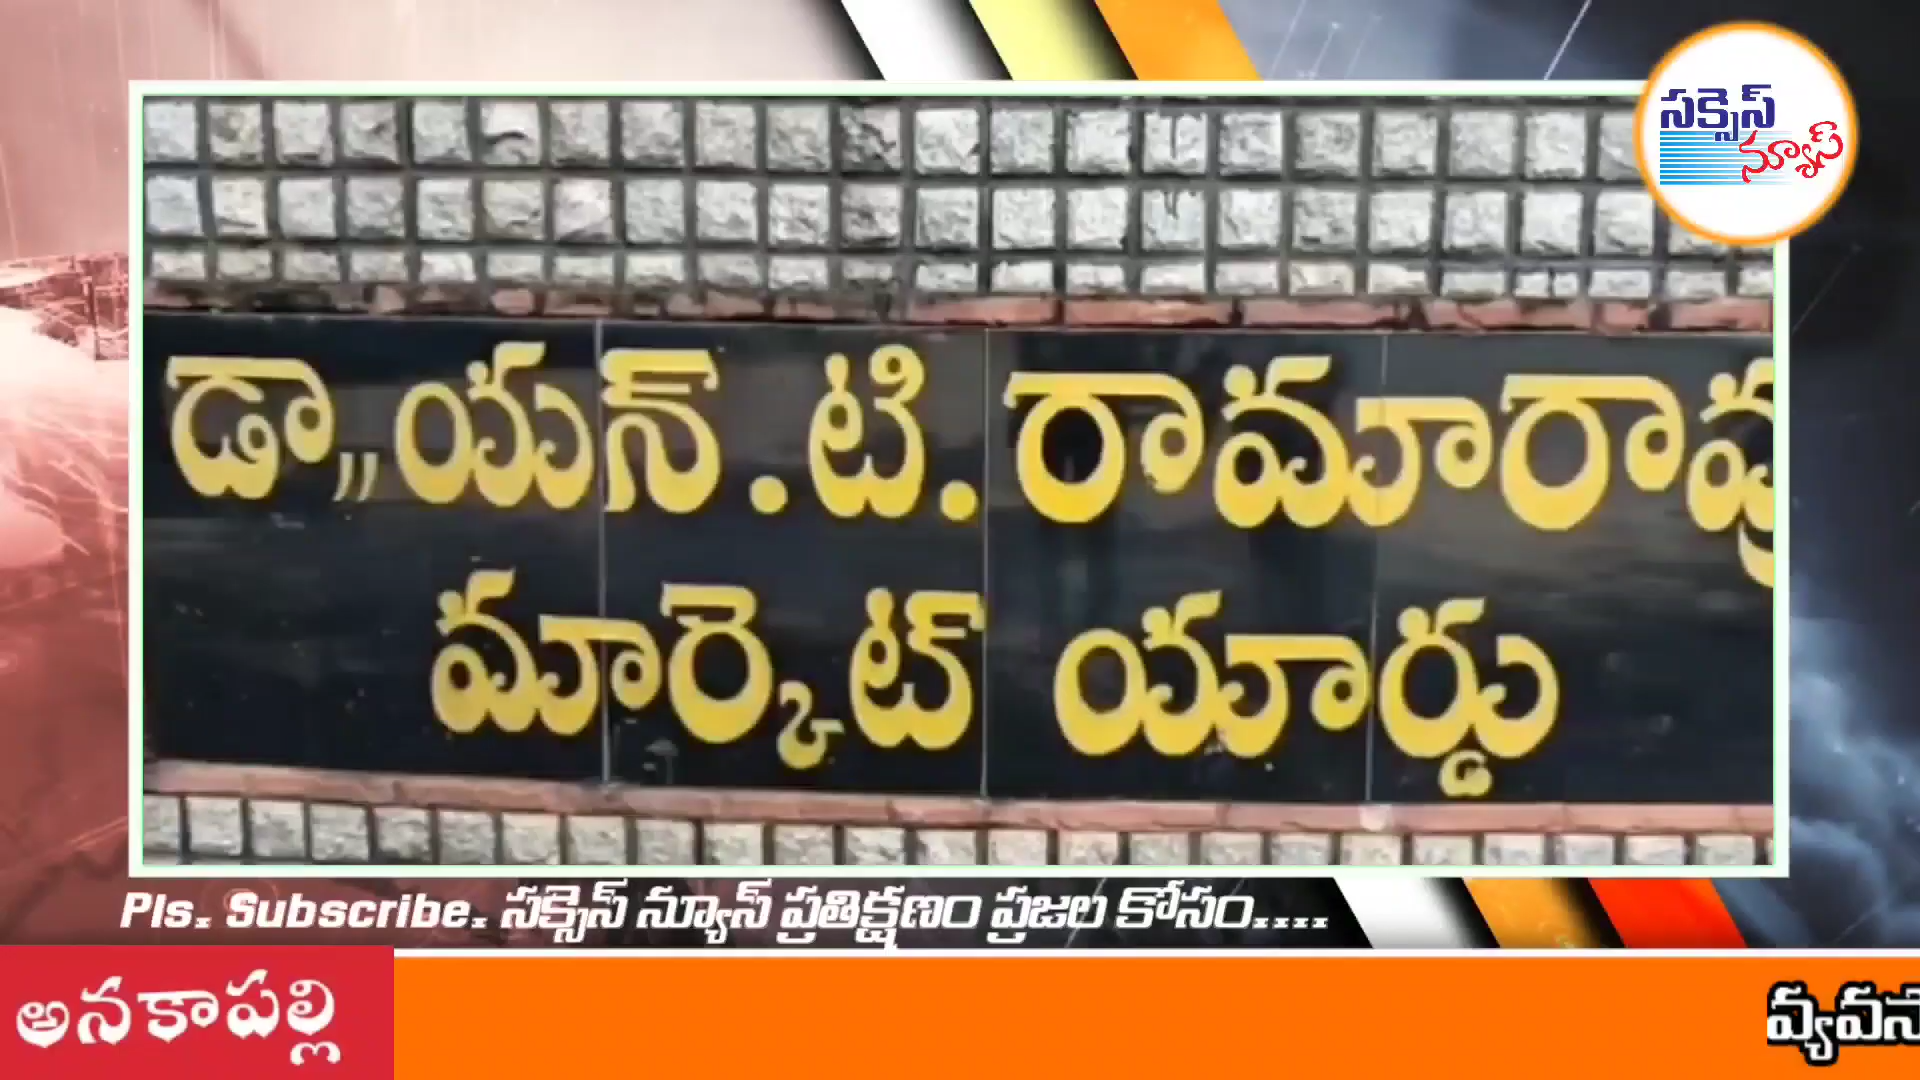 సక్సెస్
న్యూస్
డా,,యన్.టి.రామారావు
మార్కెట్ యార్డు
Pls. Subscribe. సక్సెస్ న్యూస్ ప్రతిక్షణం ప్రజల కోసం....
అనకాపల్లి